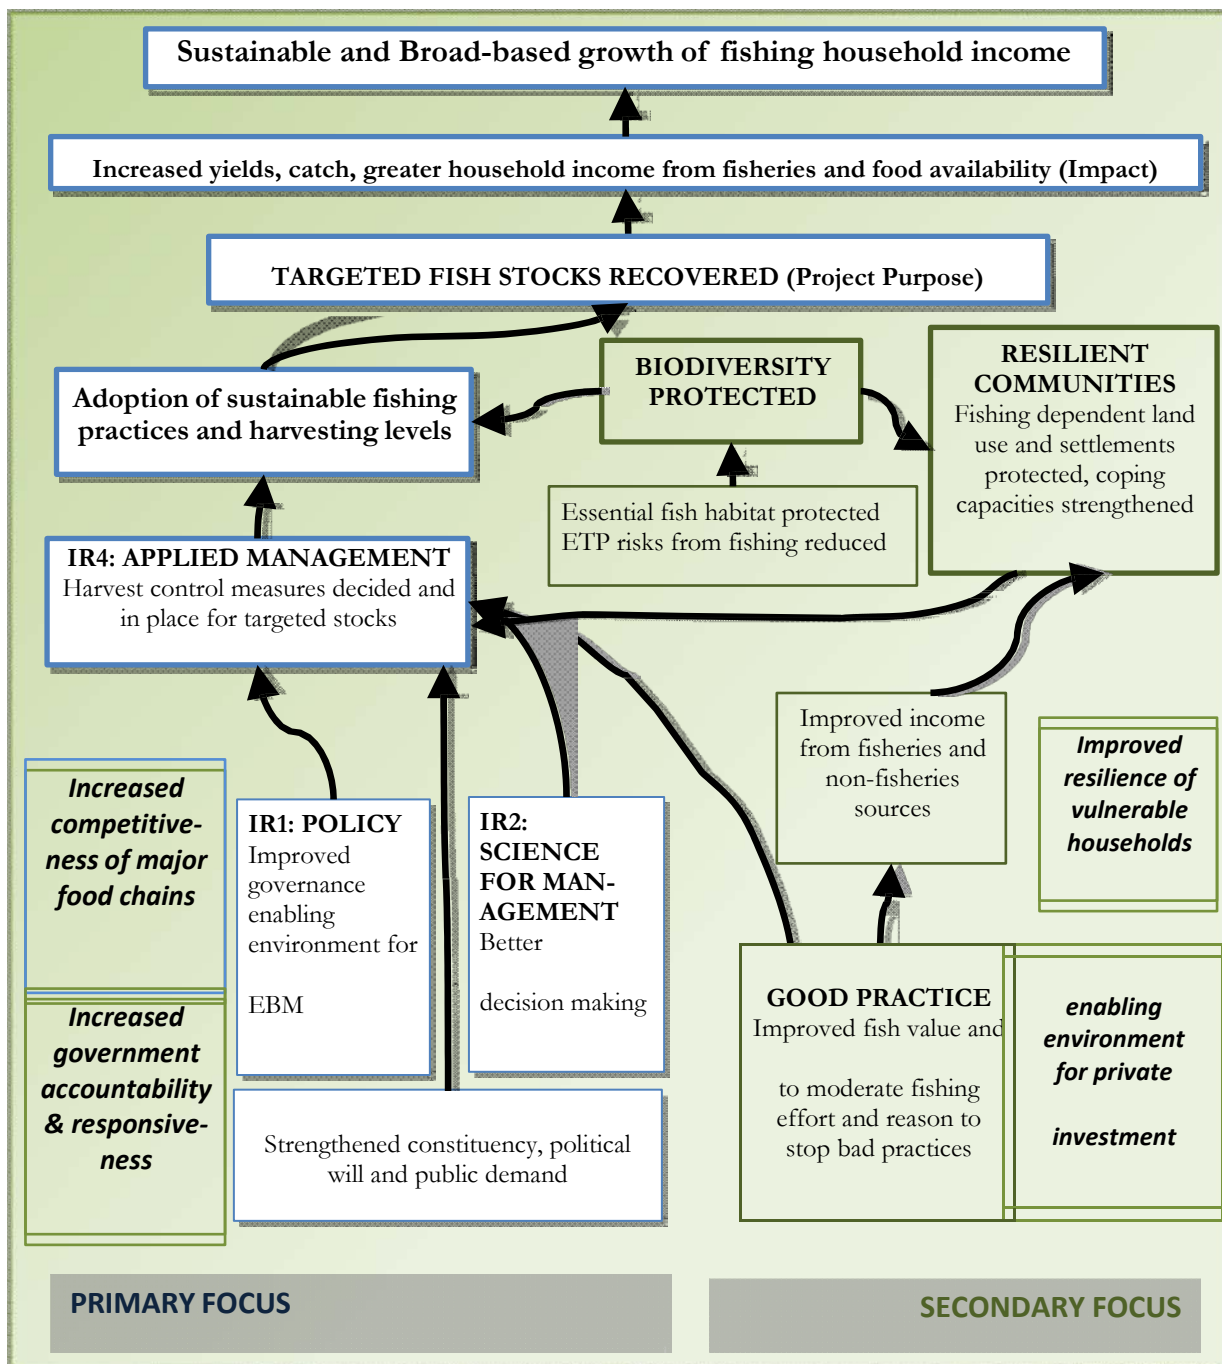 Sustainable and Broad-based growth of fishing household income
Increased yields, catch, greater household income from fisheries and food availability (Impact)
TARGETED FISH STOCKS RECOVERED (Project Purpose)
Adoption of sustainable fishing
practices and harvesting levels
BIODIVERSITY
PROTECTED
RESILIENT
COMMUNITIES
Fishing dependent land
use and settlements
protected, coping
capacities strengthened
Essential fish habitat protected
ETP risks from fishing reduced
IR4: APPLIED MANAGEMENT
Harvest control measures decided and
in place for targeted stocks
Improved income
from fisheries and
non-fisheries
sources
Improved
resilience of
vulnerable
households
Increased
competitive-
ness of major
food chains
IR1: POLICY
Improved
governance
enabling
environment for
EBM
IR2:
SCIENCE
FOR MAN-
AGEMENT
Better
decision making
Increased
government
accountability
& responsive-
ness
Strengthened constituency, political
will and public demand
GOOD PRACTICE
Improved fish value and
to moderate fishing
effort and reason to
stop bad practices
enabling
environment
for private
investment
PRIMARY FOCUS
SECONDARY FOCUS